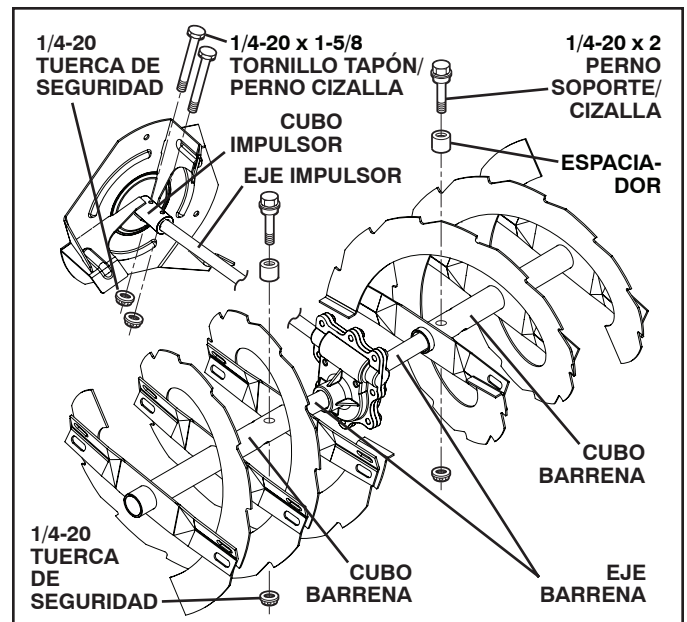 1/4-20
TUERCA DE
SEGURIDAD
1/4-20 x 1-5/8
TORNILLO TAPÓN/
PERNO CIZALLA
1/4-20 x 2
PERNO
SOPORTE/
CIZALLA
CUBO
IMPULSOR
EJE IMPULSOR
ESPACIA-
DOR
CUBO
BARRENA
1/4-20
TUERCA
DE
SEGURIDAD
CUBO
BARRENA
EJE
BARRENA